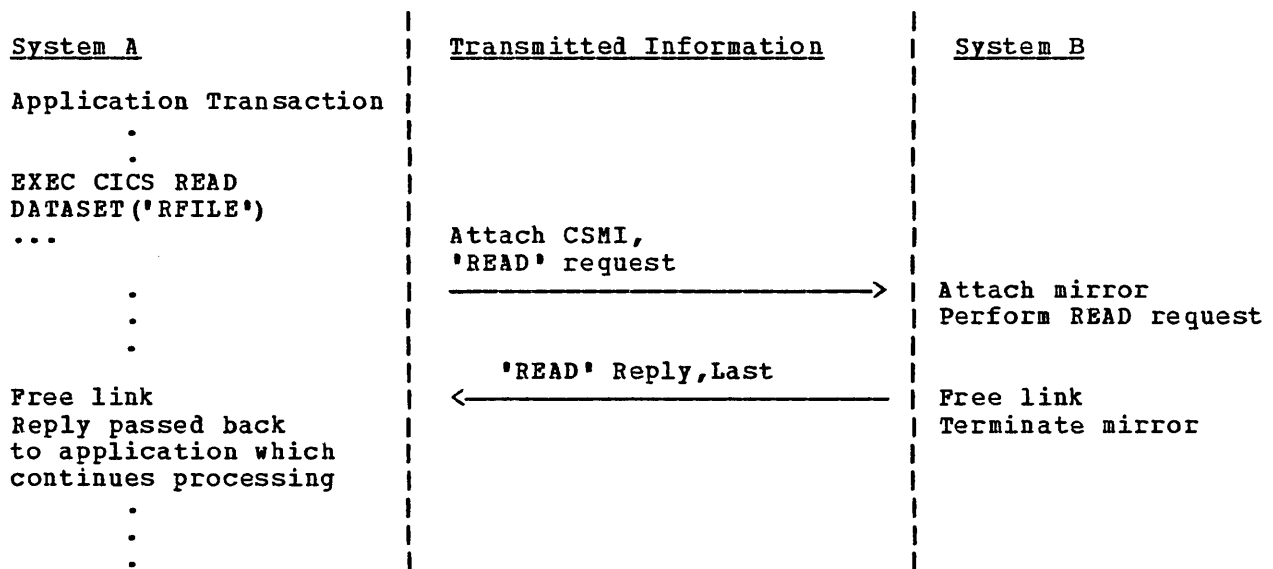 System A
Transmitted Information
System B
Application Transaction
.
.
EXEC CICS READ
DATASET('RFILE')
...
Attach CSMI,
'READ' request
.
.
.
Attach mirror
Perform READ request
'READ' Reply,Last
Free link
Reply passed back
to application which
continues processing
Free link
Terminate mirror
.
.
.